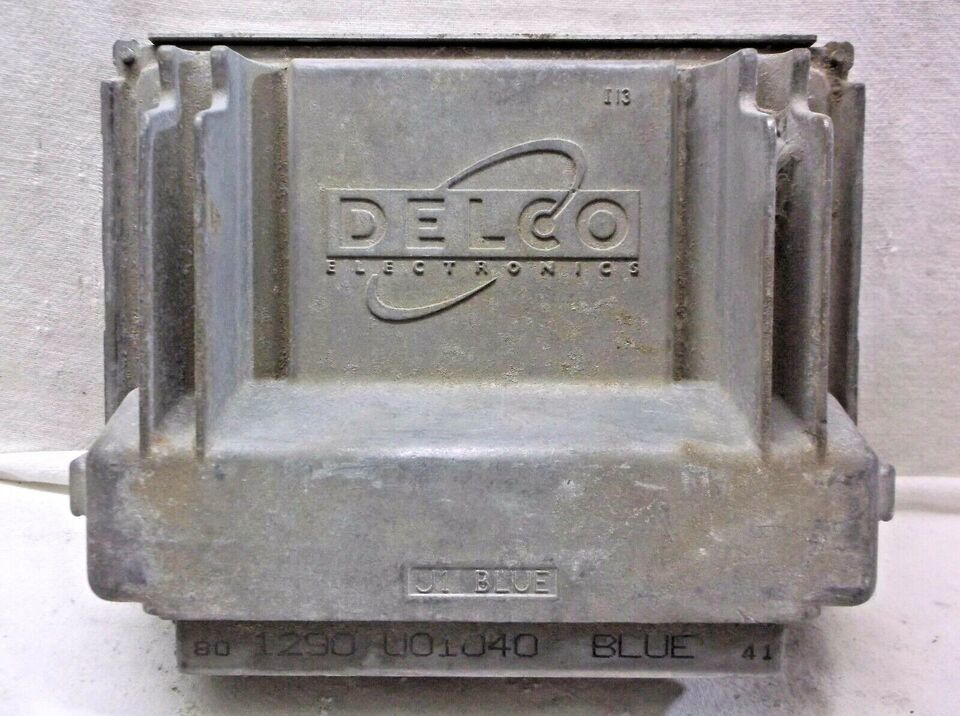 I13
DELCO
ELECTRONICS
J1 BLUE
80 1290 U01040 BLUE 41